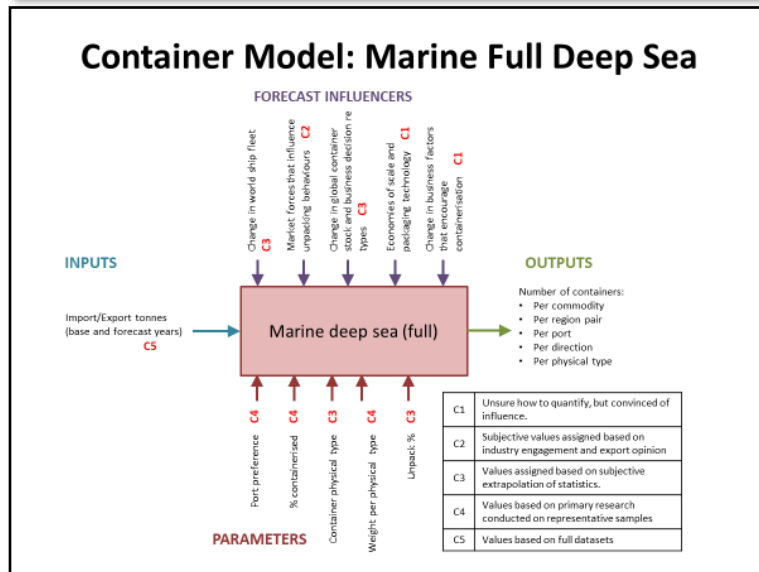 Container Model: Marine Full Deep Sea
FORECAST INFLUENCERS
Change in world ship fleet
C3
Market forces that influence
unpacking behaviours C2
Change in global container
stock and business decision re
types C3
Economies of scale and
packaging technology C1
Change in business factors
that encourage
containerisation C1
INPUTS
Import/Export tonnes
(base and forecast years)
C5
Marine deep sea (full)
OUTPUTS
Number of containers:
• Per commodity
• Per region pair
• Per port
• Per direction
• Per physical type
Port preference C4
% containerised C4
Container physical type C3
Weight per physical type C4
Unpack % C3
PARAMETERS
C1 Unsure how to quantify, but convinced of
influence.
C2 Subjective values assigned based on
industry engagement and export opinion
C3 Values assigned based on subjective
extrapolation of statistics.
C4 Values based on primary research
conducted on representative samples
C5 Values based on full datasets